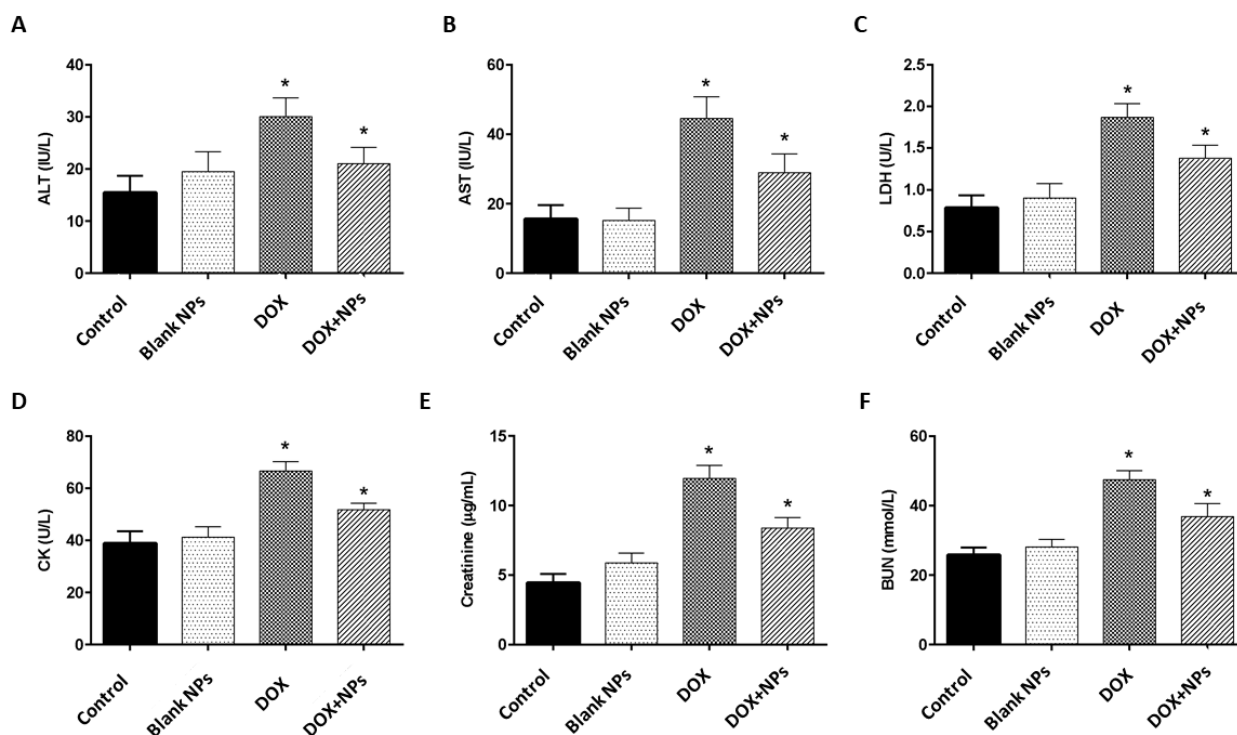 A
ALT (IU/L)
40
30
20
10
0
*
*
Control
Blank NPs
DOX
DOX+NPs
B
AST (IU/L)
60
40
20
0
*
*
Control
Blank NPs
DOX
DOX+NPs
C
LDH (U/L)
2.5
2.0
1.5
1.0
0.5
0.0
*
*
Control
Blank NPs
DOX
DOX+NPs
D
CK (U/L)
80
60
40
20
0
*
*
Control
Blank NPs
DOX
DOX+NPs
E
Creatinine (µg/mL)
15
10
5
0
*
*
Control
Blank NPs
DOX
DOX+NPs
F
BUN (mmol/L)
60
40
20
0
*
*
Control
Blank NPs
DOX
DOX+NPs